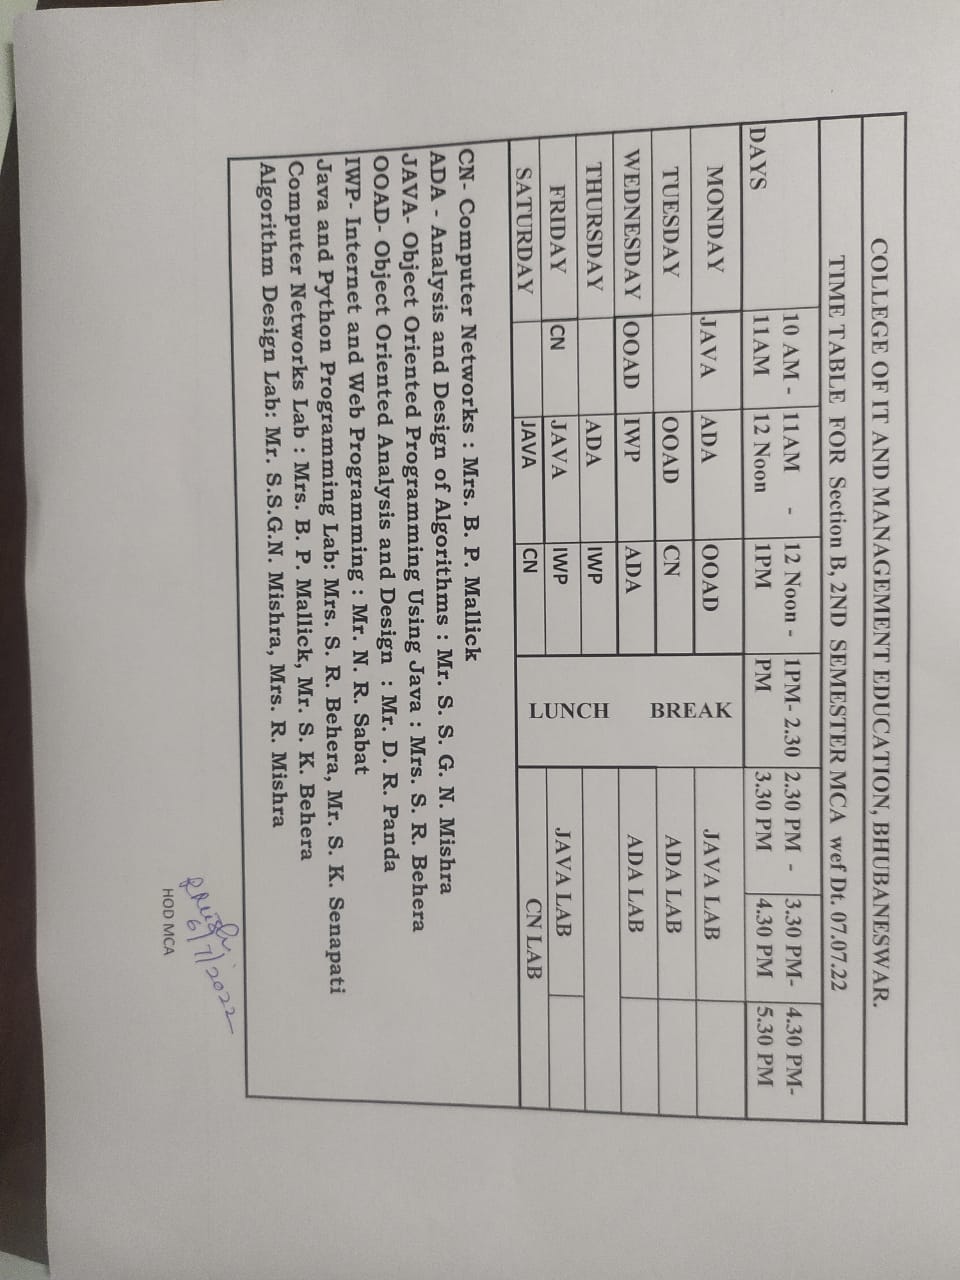 COLLEGE OF IT AND MANAGEMENT EDUCATION, BHUBANESWAR.
TIME TABLE FOR Section B, 2ND SEMESTER MCA wef Dt. 07.07.22
DAYS 10 AM - 11AM 11AM - 12 Noon 12 Noon - 1PM 1PM- 2.30 PM 2.30 PM - 3.30 PM 3.30 PM- 4.30 PM 4.30 PM- 5.30 PM
MONDAY JAVA ADA OOAD LUNCH BREAK JAVA LAB
TUESDAY OOAD CN ADA LAB
WEDNESDAY OOAD IWP ADA ADA LAB
THURSDAY ADA IWP
FRIDAY CN JAVA IWP JAVA LAB
SATURDAY JAVA CN CN LAB
CN- Computer Networks : Mrs. B. P. Mallick
ADA - Analysis and Design of Algorithms : Mr. S. S. G. N. Mishra
JAVA- Object Oriented Programming Using Java : Mrs. S. R. Behera
OOAD- Object Oriented Analysis and Design : Mr. D. R. Panda
IWP- Internet and Web Programming : Mr. N. R. Sabat
Java and Python Programming Lab: Mrs. S. R. Behera, Mr. S. K. Senapati
Computer Networks Lab : Mrs. B. P. Mallick, Mr. S. K. Behera
Algorithm Design Lab: Mr. S.S.G.N. Mishra, Mrs. R. Mishra
6/7/2022
HOD MCA